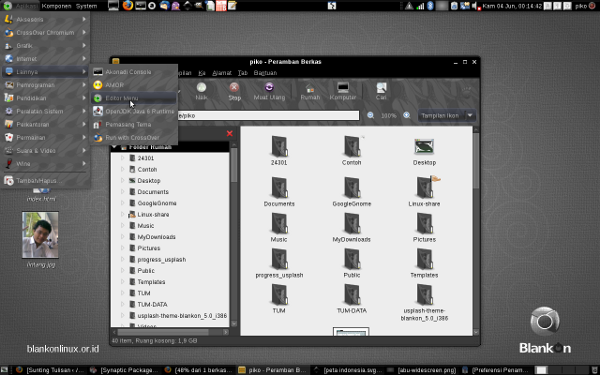 Aplikasi Komponen System
Kam 04 Jun, 00:14:42 piko
Aksesoris
CrossOver Chromium
Grafik
Internet
Lainnya
Pemrograman
Pendidikan
Peralatan Sistem
Perkantoran
Permainan
Suara & Video
Wine
Tambah/Hapus
Akonadi Console
AMOR
Editor Menu
OpenJDK Java 6 Runtime
Pemasang Tema
Run with CrossOver
piko - Peramban Berkas
Ke Alamat Tab Bantuan
Naik Stop Muat Ulang Rumah Komputer Cari
/piko
100%
Tampilan Ikon
Folder Rumah
24301
Contoh
Desktop
Documents
GoogleGnome
Linux-share
Music
MyDownloads
Pictures
progress_usplash
Public
Templates
TUM
TUM-DATA
usplash-theme-blankon_5.0_i386
Videos
24301 Contoh Desktop
Documents GoogleGnome Linux-share
Music MyDownloads Pictures
progress_usplash Public Templates
TUM TUM-DATA usplash-theme-
blankon_5.0_i386
40 item, Ruang kosong: 1,9 GB
index.html
lintang.jpg
blankonlinux.or.id
BlankOn
[Sunting Tulisan ‹ ... [Synaptic Package... [48% dari 1 berkas... piko - Peramban B... [peta indonesia.svg... [abu-widescreen.png] [Preferensi Penam...